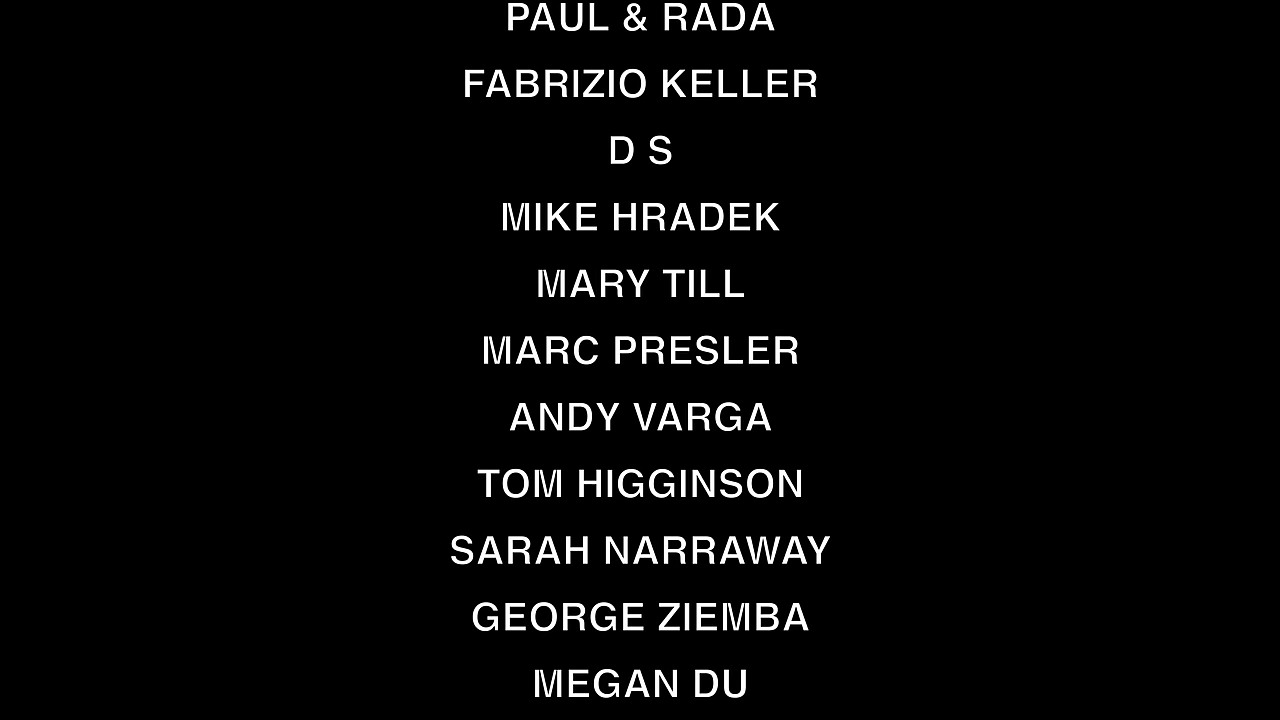 PAUL & RADA
FABRIZIO KELLER
D S
MIKE HRADEK
MARY TILL
MARC PRESLER
ANDY VARGA
TOM HIGGINSON
SARAH NARRAWAY
GEORGE ZIEMBA
MEGAN DU